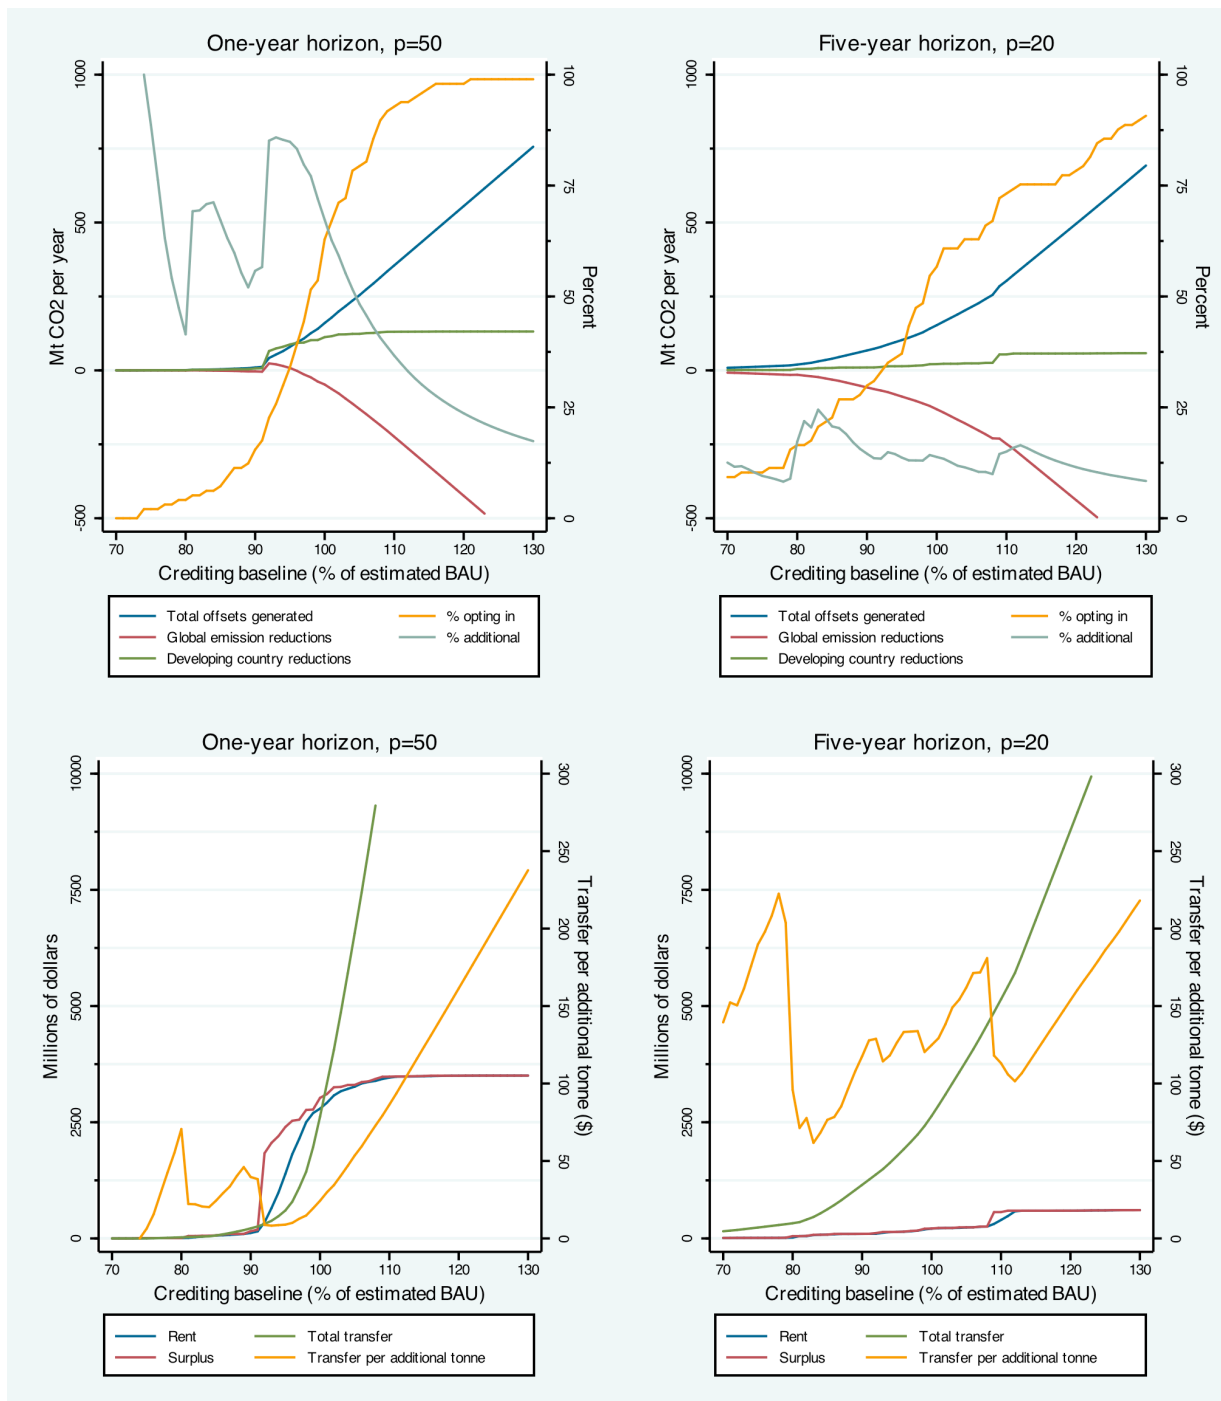 One-year horizon, p=50
1000
500
0
-500
Mt CO2 per year
100
75
50
25
0
Percent
70 80 90 100 110 120 130
Crediting baseline (% of estimated BAU)
Total offsets generated
% opting in
Global emission reductions
% additional
Developing country reductions
Five-year horizon, p=20
1000
500
0
-500
Mt CO2 per year
100
75
50
25
0
Percent
70 80 90 100 110 120 130
Crediting baseline (% of estimated BAU)
Total offsets generated
% opting in
Global emission reductions
% additional
Developing country reductions
One-year horizon, p=50
10000
7500
5000
2500
0
Millions of dollars
300
250
200
150
100
50
0
Transfer per additional tonne ($)
70 80 90 100 110 120 130
Crediting baseline (% of estimated BAU)
Rent
Total transfer
Surplus
Transfer per additional tonne
Five-year horizon, p=20
10000
7500
5000
2500
0
Millions of dollars
300
250
200
150
100
50
0
Transfer per additional tonne ($)
70 80 90 100 110 120 130
Crediting baseline (% of estimated BAU)
Rent
Total transfer
Surplus
Transfer per additional tonne